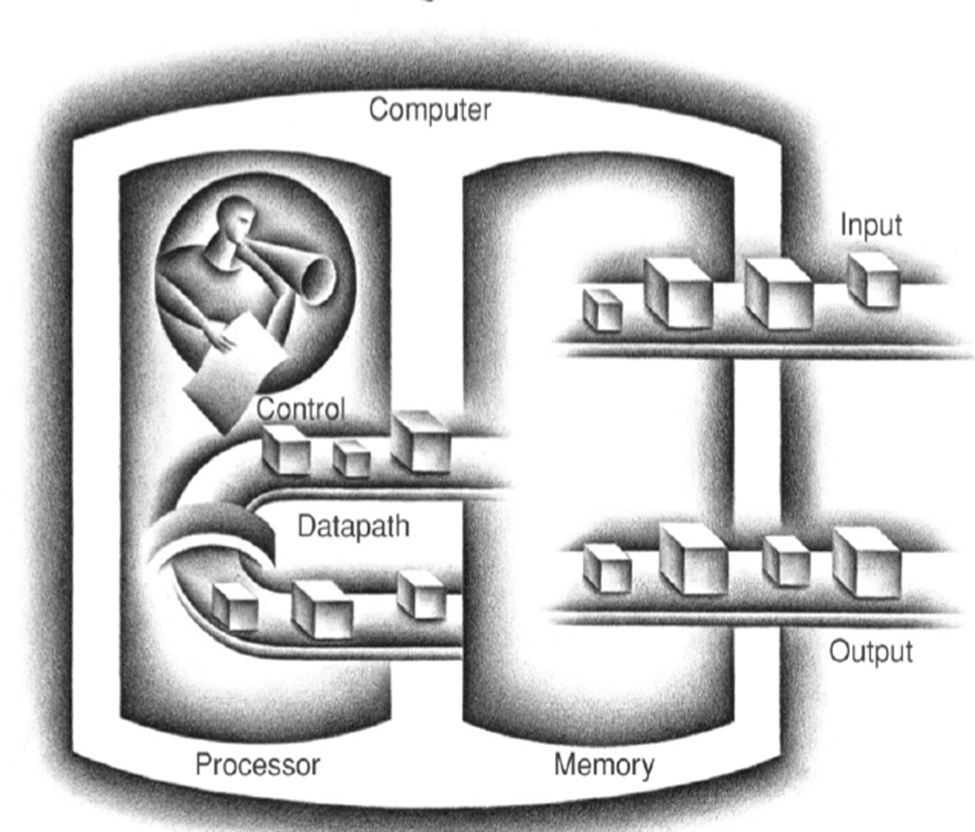 Computer
Input
Control
Datapath
Output
Processor
Memory